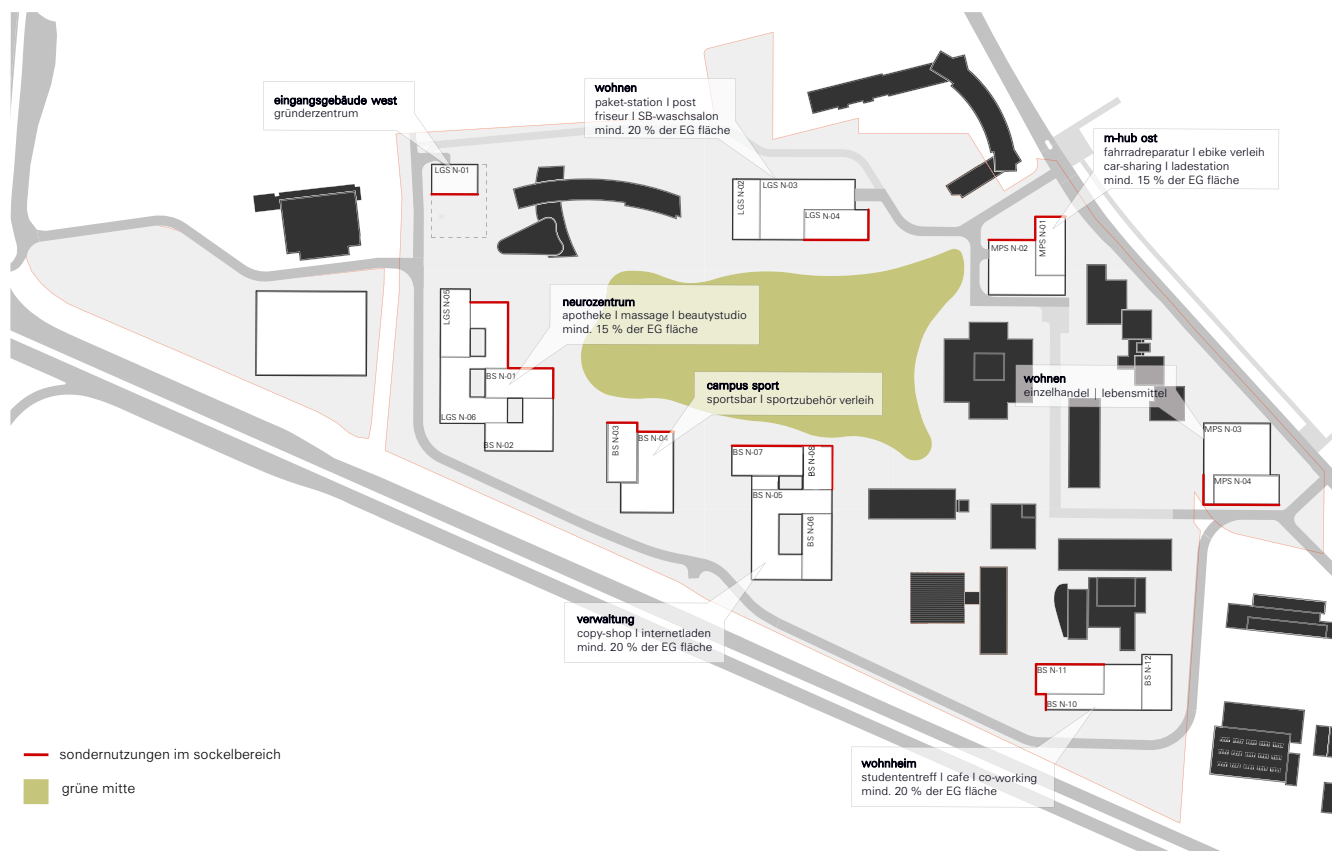 eingangsgebäude west
gründerzentrum
wohnen
paket-station I post
friseur I SB-waschsalon
mind. 20 % der EG fläche
m-hub ost
fahrradreparatur I ebike verleih
car-sharing I ladestation
mind. 15 % der EG fläche
LGS N-01
LGS N-02
LGS N-03
LGS N-04
MPS N-01
MPS N-02
LGS N-05
neurozentrum
apotheke I massage I beautystudio
mind. 15 % der EG fläche
BS N-01
LGS N-06
BS N-02
campus sport
sportsbar I sportzubehör verleih
wohnen
einzelhandel | lebensmittel
BS N-03
BS N-04
BS N-07
BS N-08
BS N-05
BS N-06
MPS N-03
MPS N-04
verwaltung
copy-shop I internetladen
mind. 20 % der EG fläche
BS N-11
BS N-12
BS N-10
wohnheim
studententreff I cafe I co-working
mind. 20 % der EG fläche
sondernutzungen im sockelbereich
grüne mitte